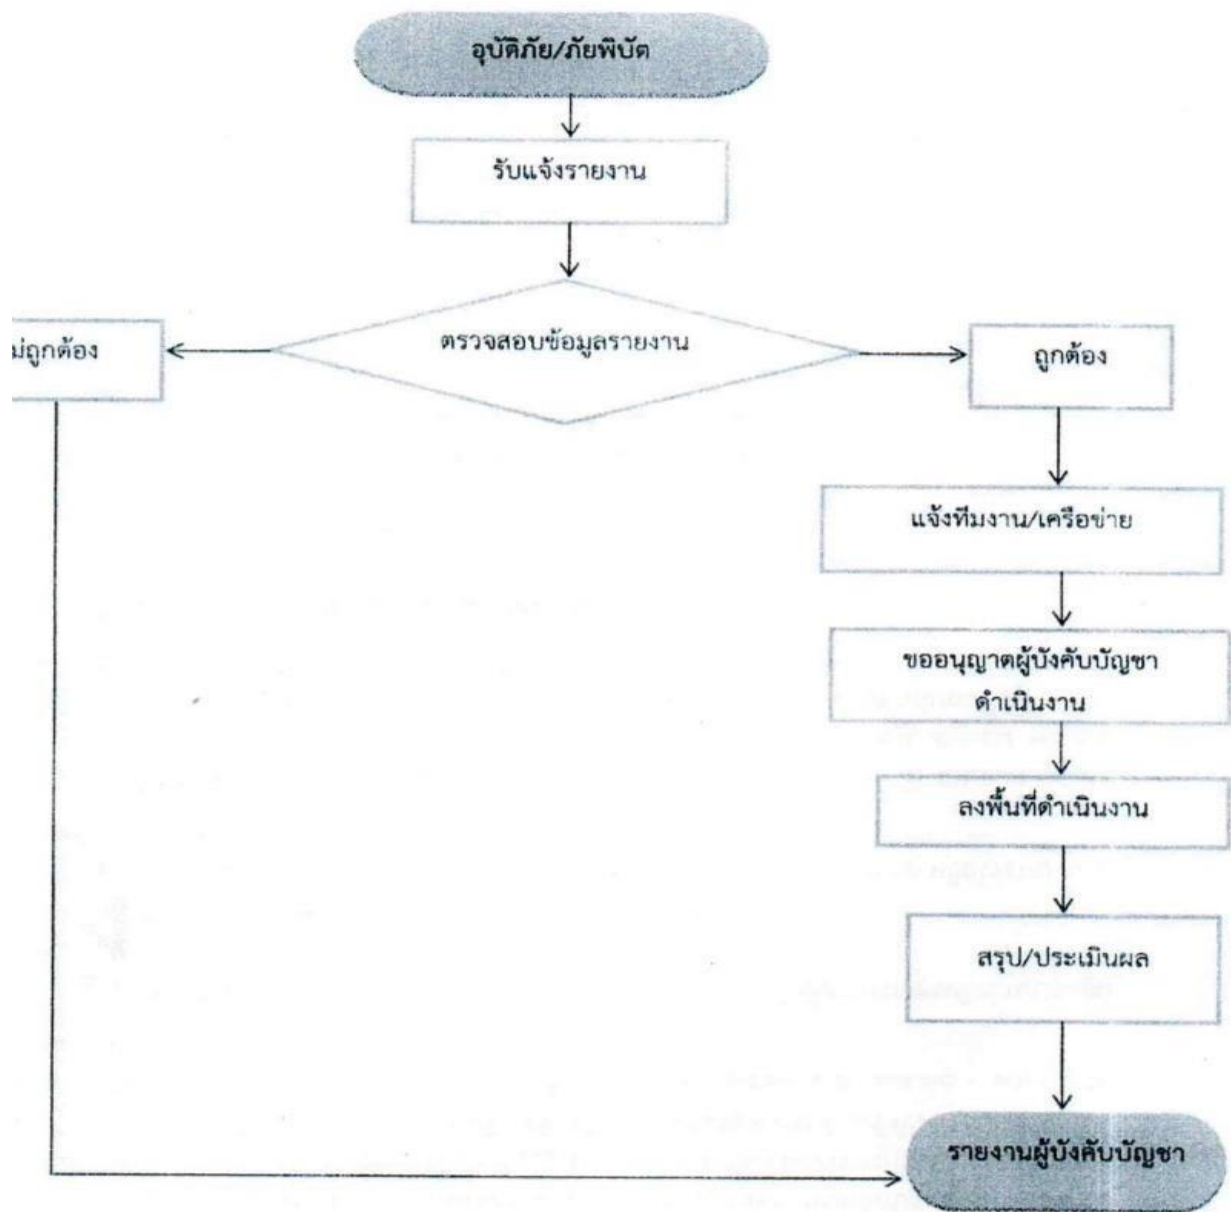 อุบัติภัย/ภัยพิบัต
รับแจ้งรายงาน
ตรวจสอบข้อมูลรายงาน
ม่ถูกต้อง
ถูกต้อง
แจ้งทีมงาน/เครือข่าย
ขออนุญาตผู้บังคับบัญชา
ดำเนินงาน
ลงพื้นที่ดำเนินงาน
สรุป/ประเมินผล
รายงานผู้บังคับบัญชา